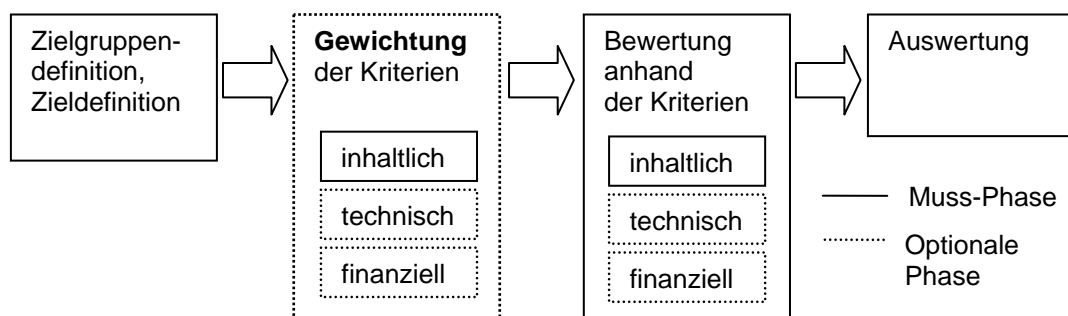 Zielgruppen-
definition,
Zieldefinition
Gewichtung
der Kriterien
inhaltlich
technisch
finanziell
Bewertung
anhand
der Kriterien
inhaltlich
technisch
finanziell
Auswertung
Muss-Phase
Optionale
Phase